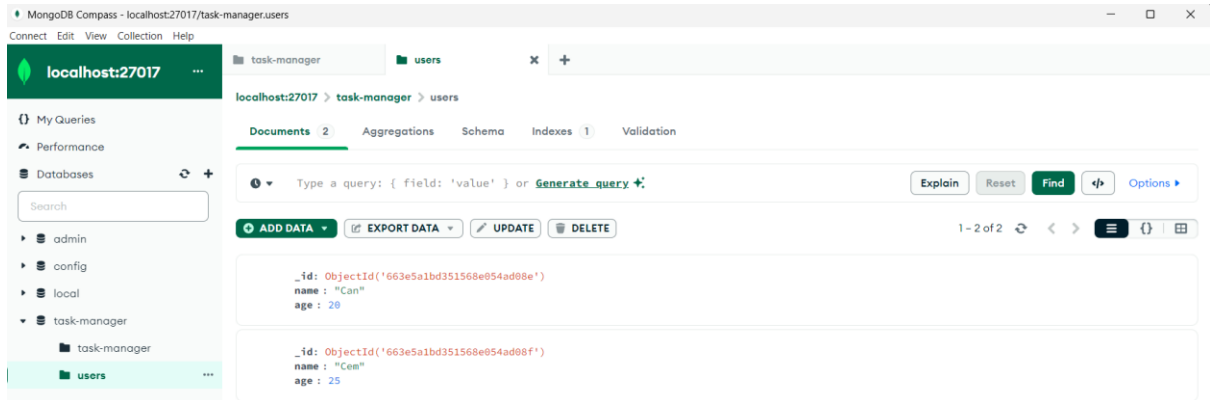 MongoDB Compass - localhost:27017/task-manager.users
Connect Edit View Collection Help
localhost:27017 ...
{} My Queries
Performance
Databases
Search
admin
config
local
task-manager
task-manager
users ...
task-manager users +
localhost:27017 > task-manager > users
Documents 2 Aggregations Schema Indexes 1 Validation
Type a query: { field: 'value' } or Generate query
Explain Reset Find </> Options
ADD DATA EXPORT DATA UPDATE DELETE
1 - 2 of 2 {}
_id: ObjectId('663e5a1bd351568e054ad08e')
name : "Can"
age : 20
_id: ObjectId('663e5a1bd351568e054ad08f')
name : "Cem"
age : 25